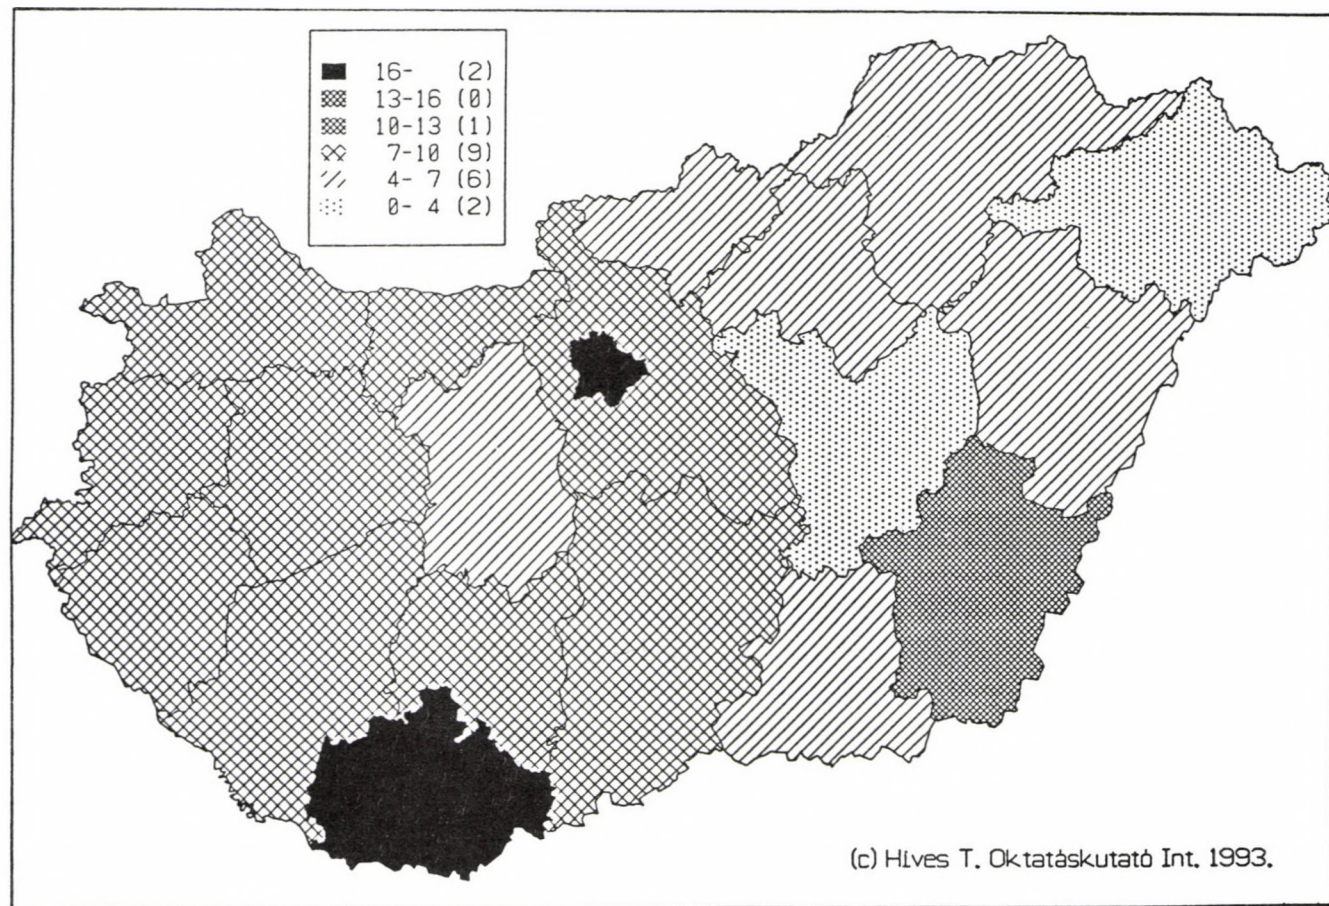 16- (2)
13-16 (0)
10-13 (1)
7-10 (9)
4- 7 (6)
0- 4 (2)
(c) Híves T. Oktatáskutató Int. 1993.